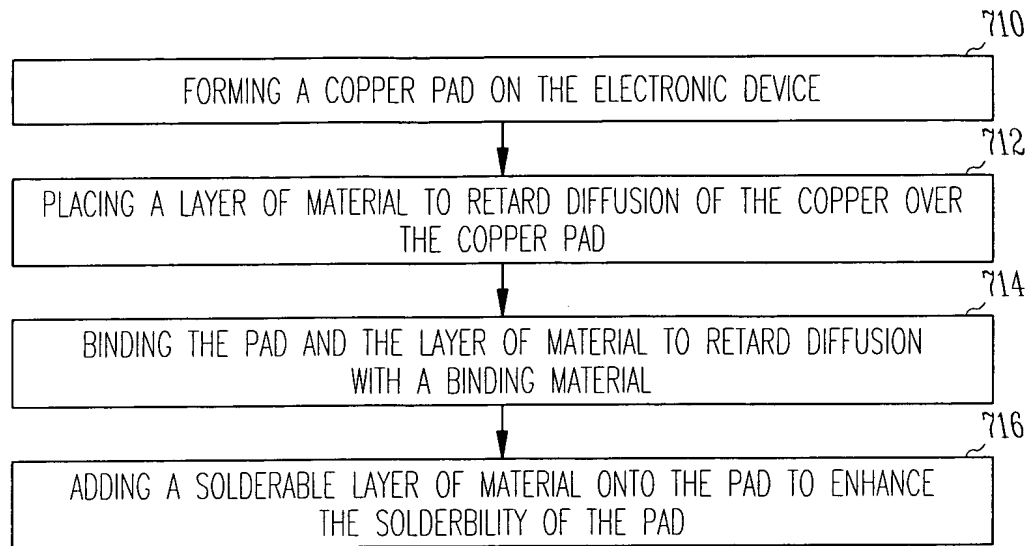 710
FORMING A COPPER PAD ON THE ELECTRONIC DEVICE
712
PLACING A LAYER OF MATERIAL TO RETARD DIFFUSION OF THE COPPER OVER
THE COPPER PAD
714
BINDING THE PAD AND THE LAYER OF MATERIAL TO RETARD DIFFUSION
WITH A BINDING MATERIAL
716
ADDING A SOLDERABLE LAYER OF MATERIAL ONTO THE PAD TO ENHANCE
THE SOLDERBILITY OF THE PAD